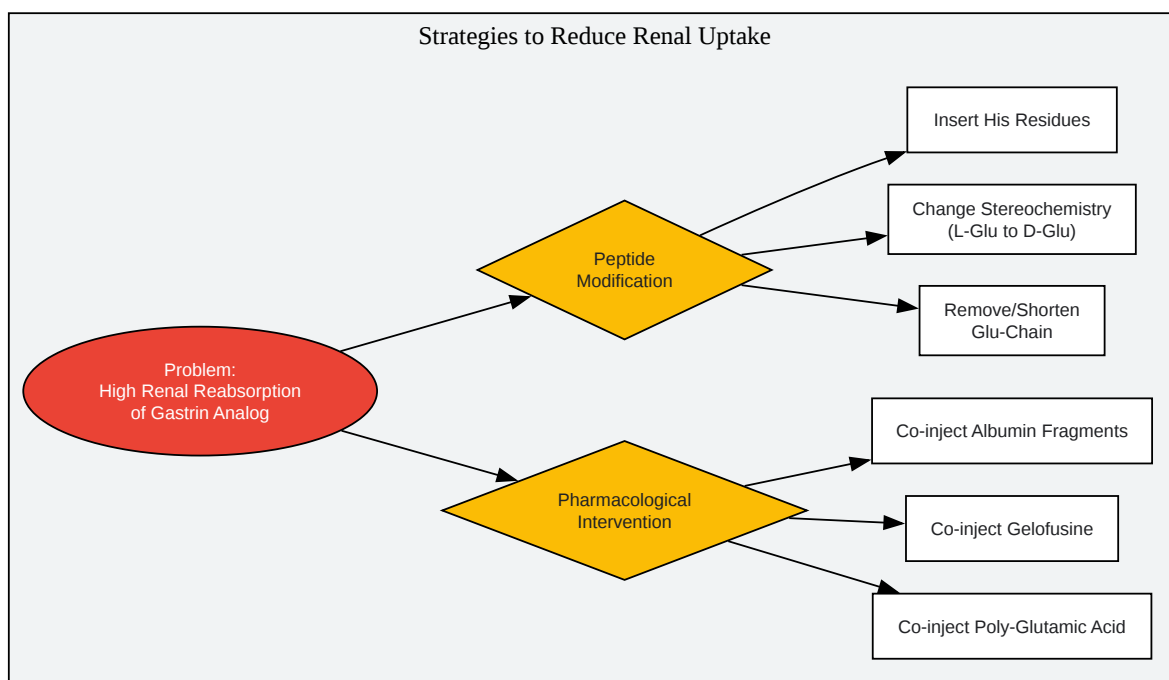 Strategies to Reduce Renal Uptake
Problem:
High Renal Reabsorption
of Gastrin Analog
Peptide
Modification
Insert His Residues
Change Stereochemistry
(L-Glu to D-Glu)
Remove/Shorten
Glu-Chain
Pharmacological
Intervention
Co-inject Albumin Fragments
Co-inject Gelofusine
Co-inject Poly-Glutamic Acid